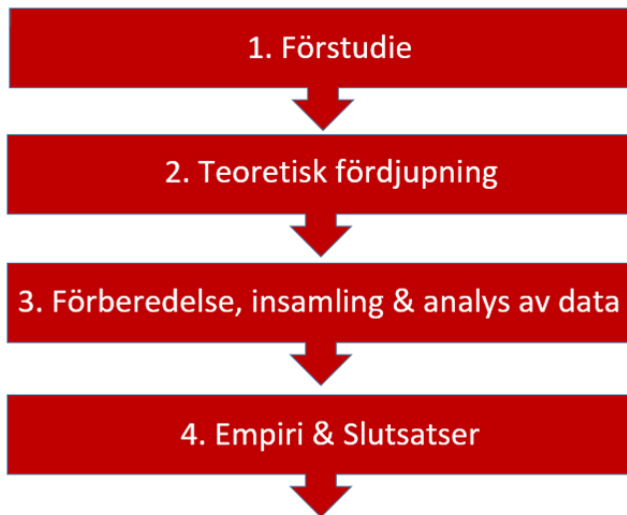 1. Förstudie
2. Teoretisk fördjupning
3. Förberedelse, insamling & analys av data
4. Empiri & Slutsatser